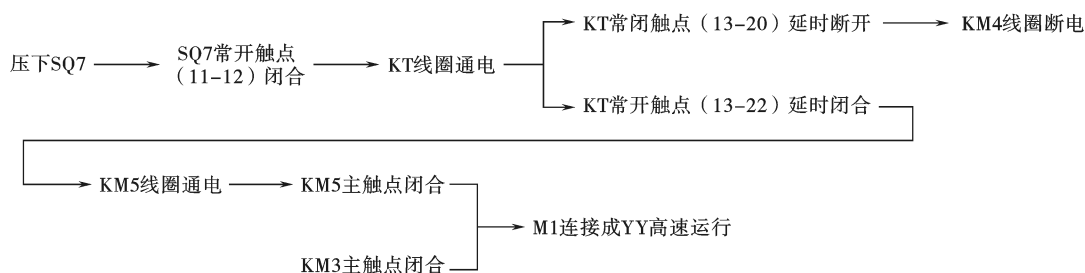 KT常闭触点（13-20）延时断开
KM4线圈断电
压下SQ7
SQ7常开触点
（11-12）闭合
KT线圈通电
KT常开触点（13-22）延时闭合
KM5线圈通电
KM5主触点闭合
M1连接成YY高速运行
KM3主触点闭合